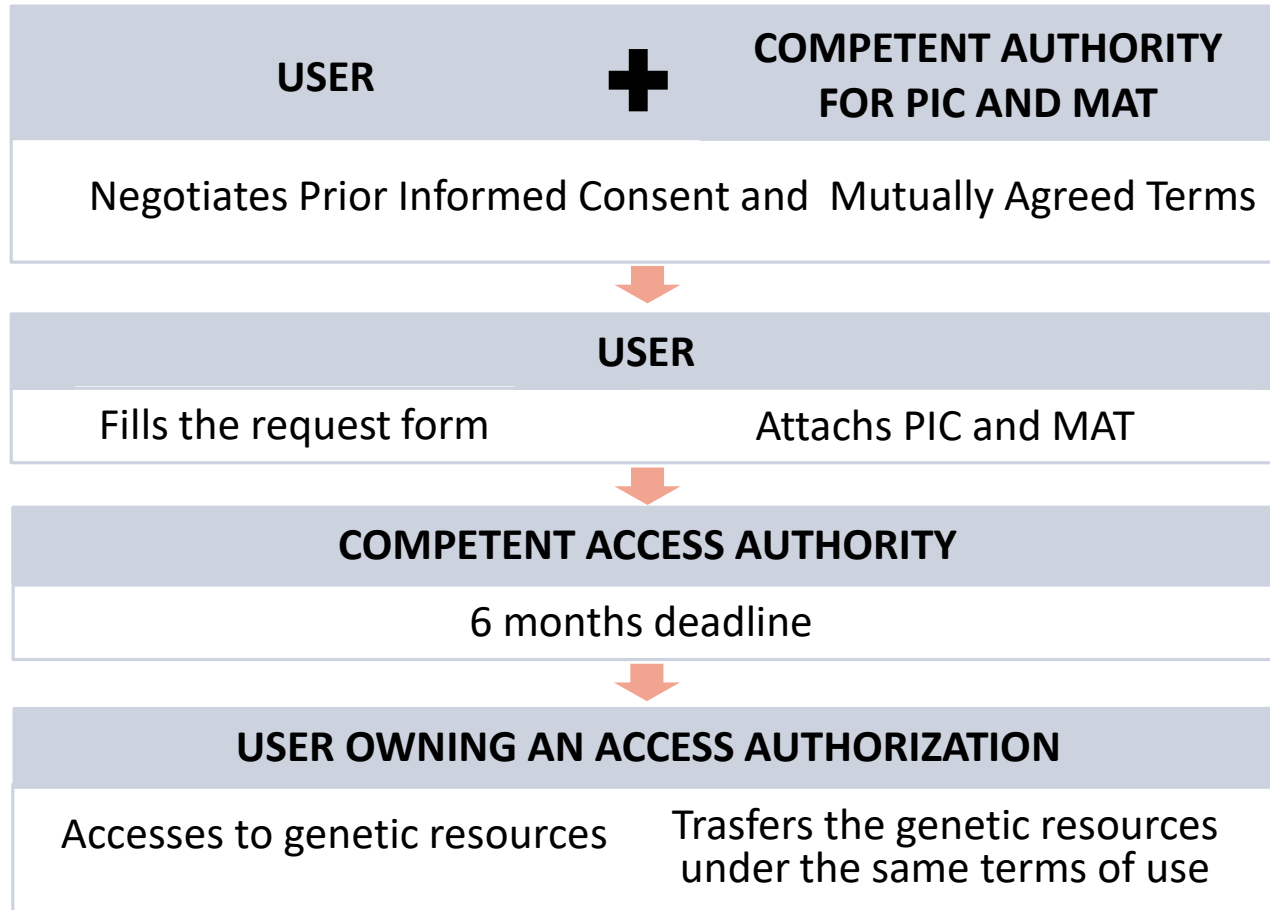 USER
COMPETENT AUTHORITY
FOR PIC AND MAT
Negotiates Prior Informed Consent and Mutually Agreed Terms
USER
Fills the request form
Attachs PIC and MAT
COMPETENT ACCESS AUTHORITY
6 months deadline
USER OWNING AN ACCESS AUTHORIZATION
Accesses to genetic resources
Trasfers the genetic resources
under the same terms of use